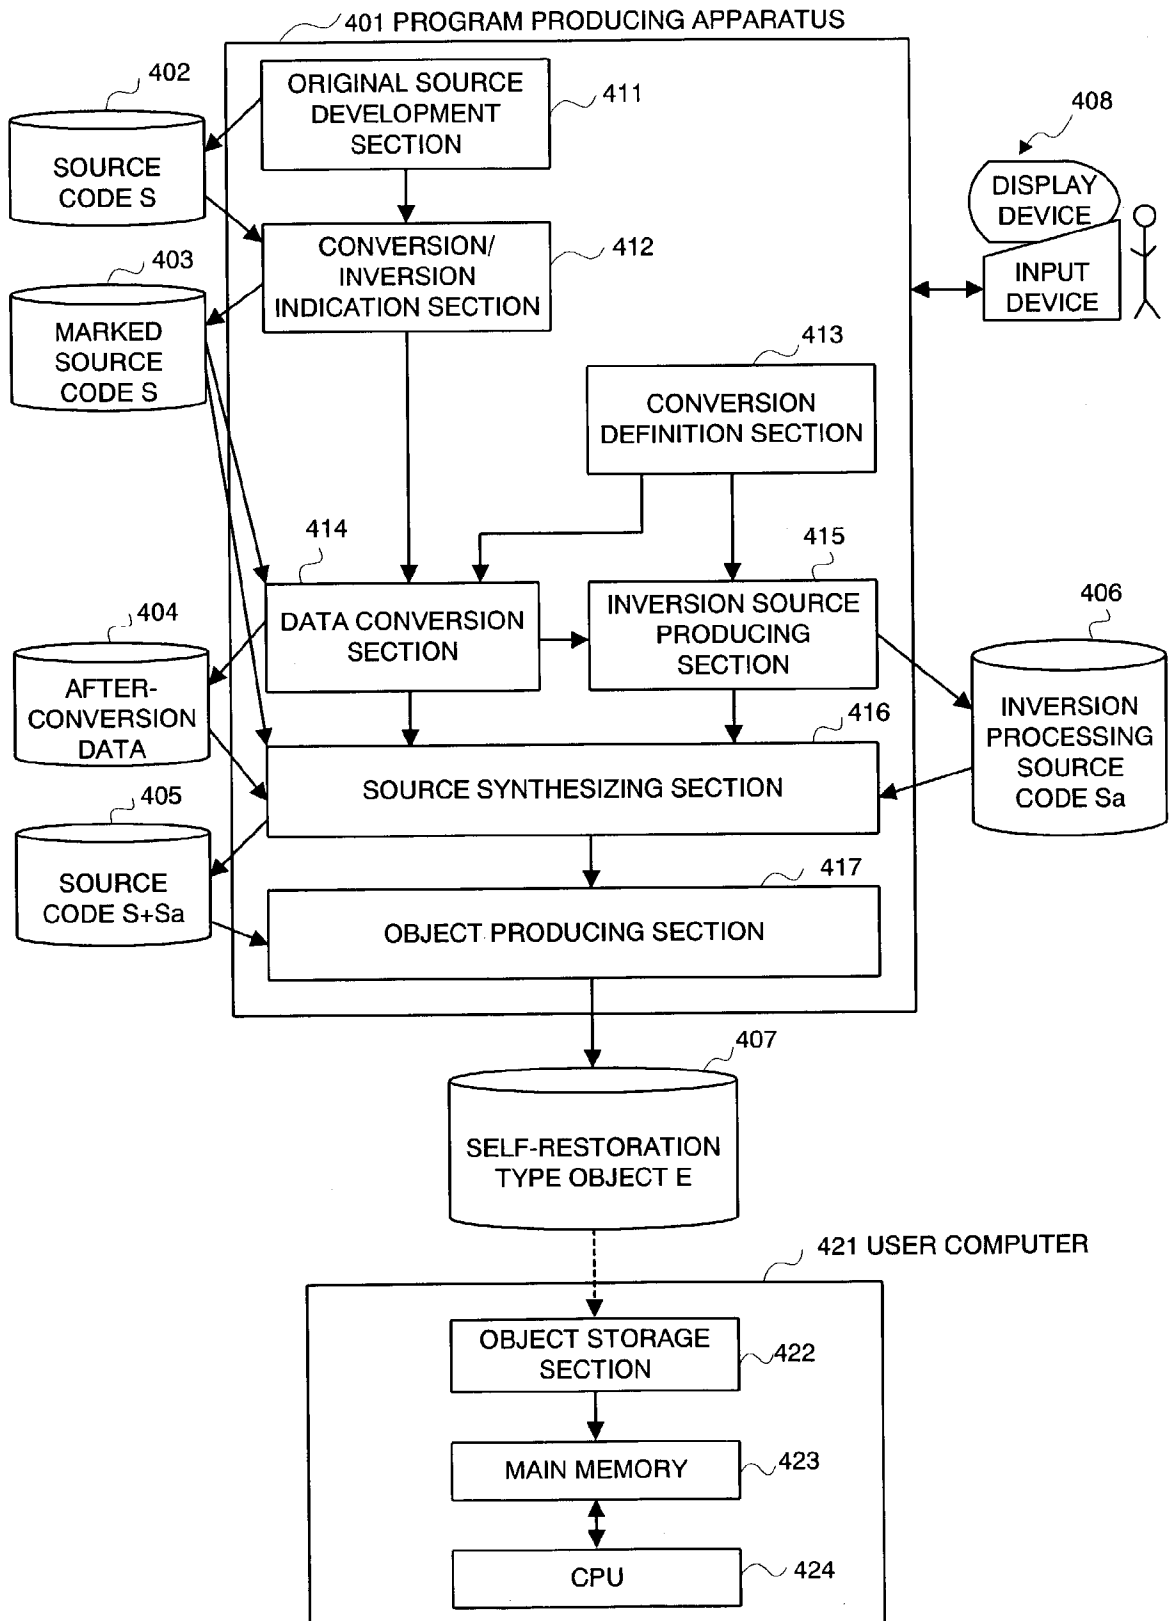 401 PROGRAM PRODUCING APPARATUS
402
ORIGINAL SOURCE
DEVELOPMENT
SECTION
411
408
SOURCE
CODE S
DISPLAY
DEVICE
INPUT
DEVICE
403
CONVERSION/
INVERSION
INDICATION SECTION
412
MARKED
SOURCE
CODE S
413
CONVERSION
DEFINITION SECTION
414
415
404
DATA CONVERSION
SECTION
INVERSION SOURCE
PRODUCING
SECTION
406
AFTER-
CONVERSION
DATA
416
INVERSION
PROCESSING
SOURCE
CODE Sa
SOURCE SYNTHESIZING SECTION
405
SOURCE
CODE S+Sa
417
OBJECT PRODUCING SECTION
407
SELF-RESTORATION
TYPE OBJECT E
421 USER COMPUTER
OBJECT STORAGE
SECTION
422
MAIN MEMORY
423
CPU
424